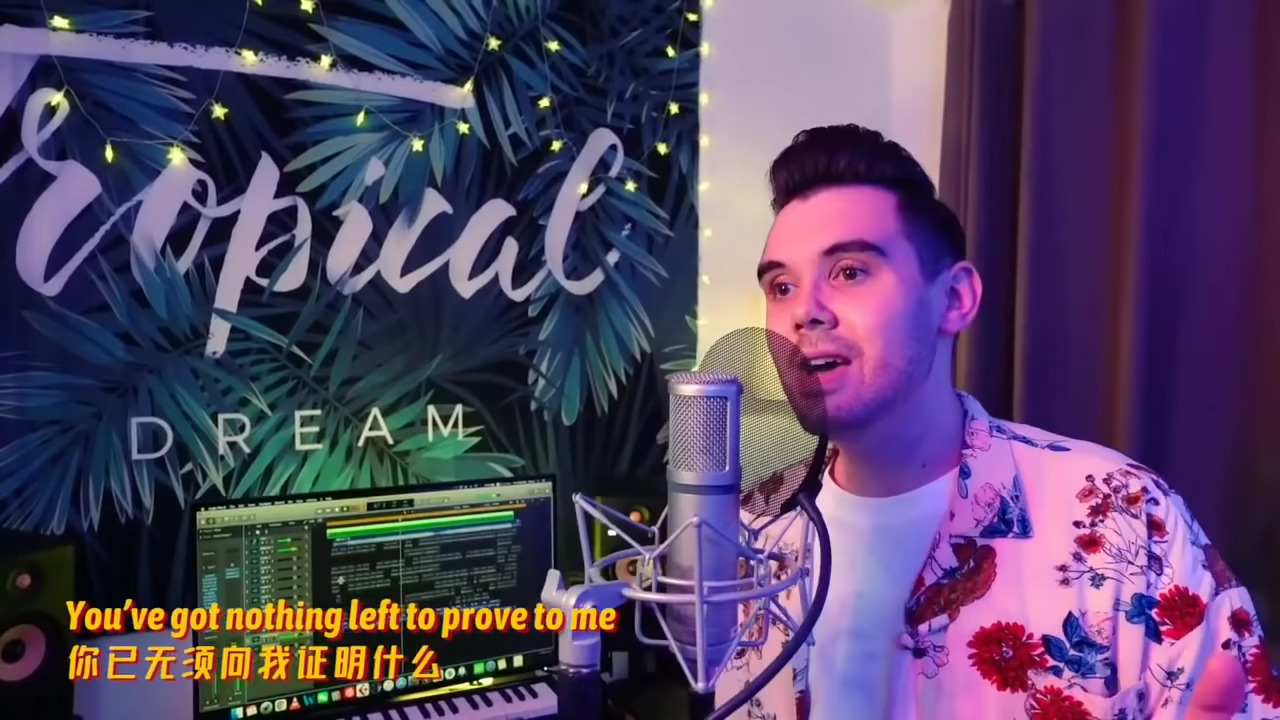 Tropical
DREAM
You've got nothing left to prove to me
你已无须向我证明什么